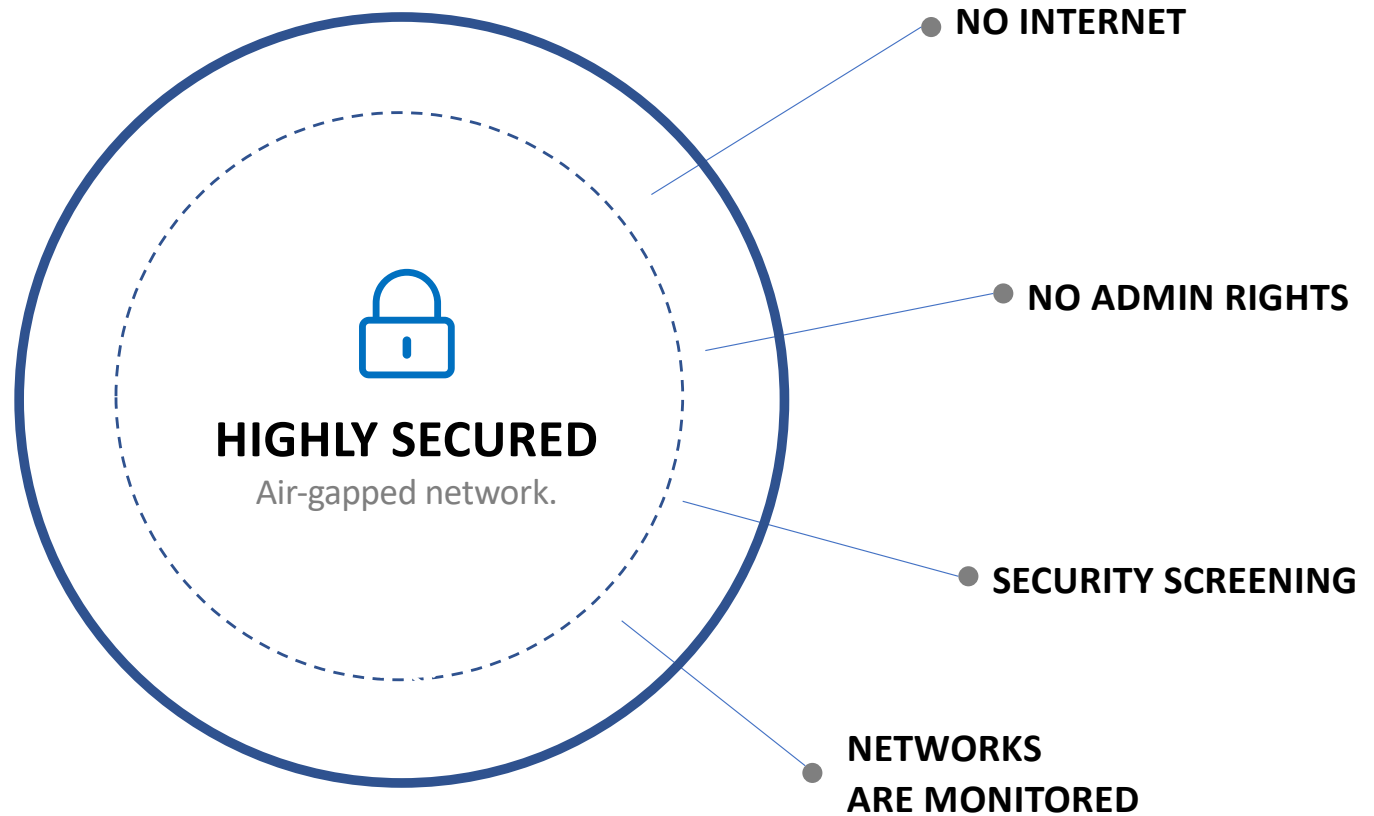 NO INTERNET
NO ADMIN RIGHTS
HIGHLY SECURED
Air-gapped network.
SECURITY SCREENING
NETWORKS
ARE MONITORED